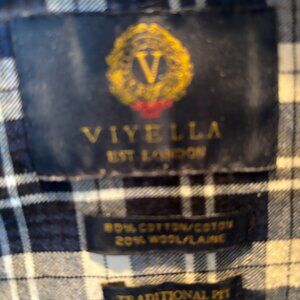 V
VIYELLA
EST LONDON
80% COTTON/COTON
20% WOOL/LAINE
TRADITIONAL FIT